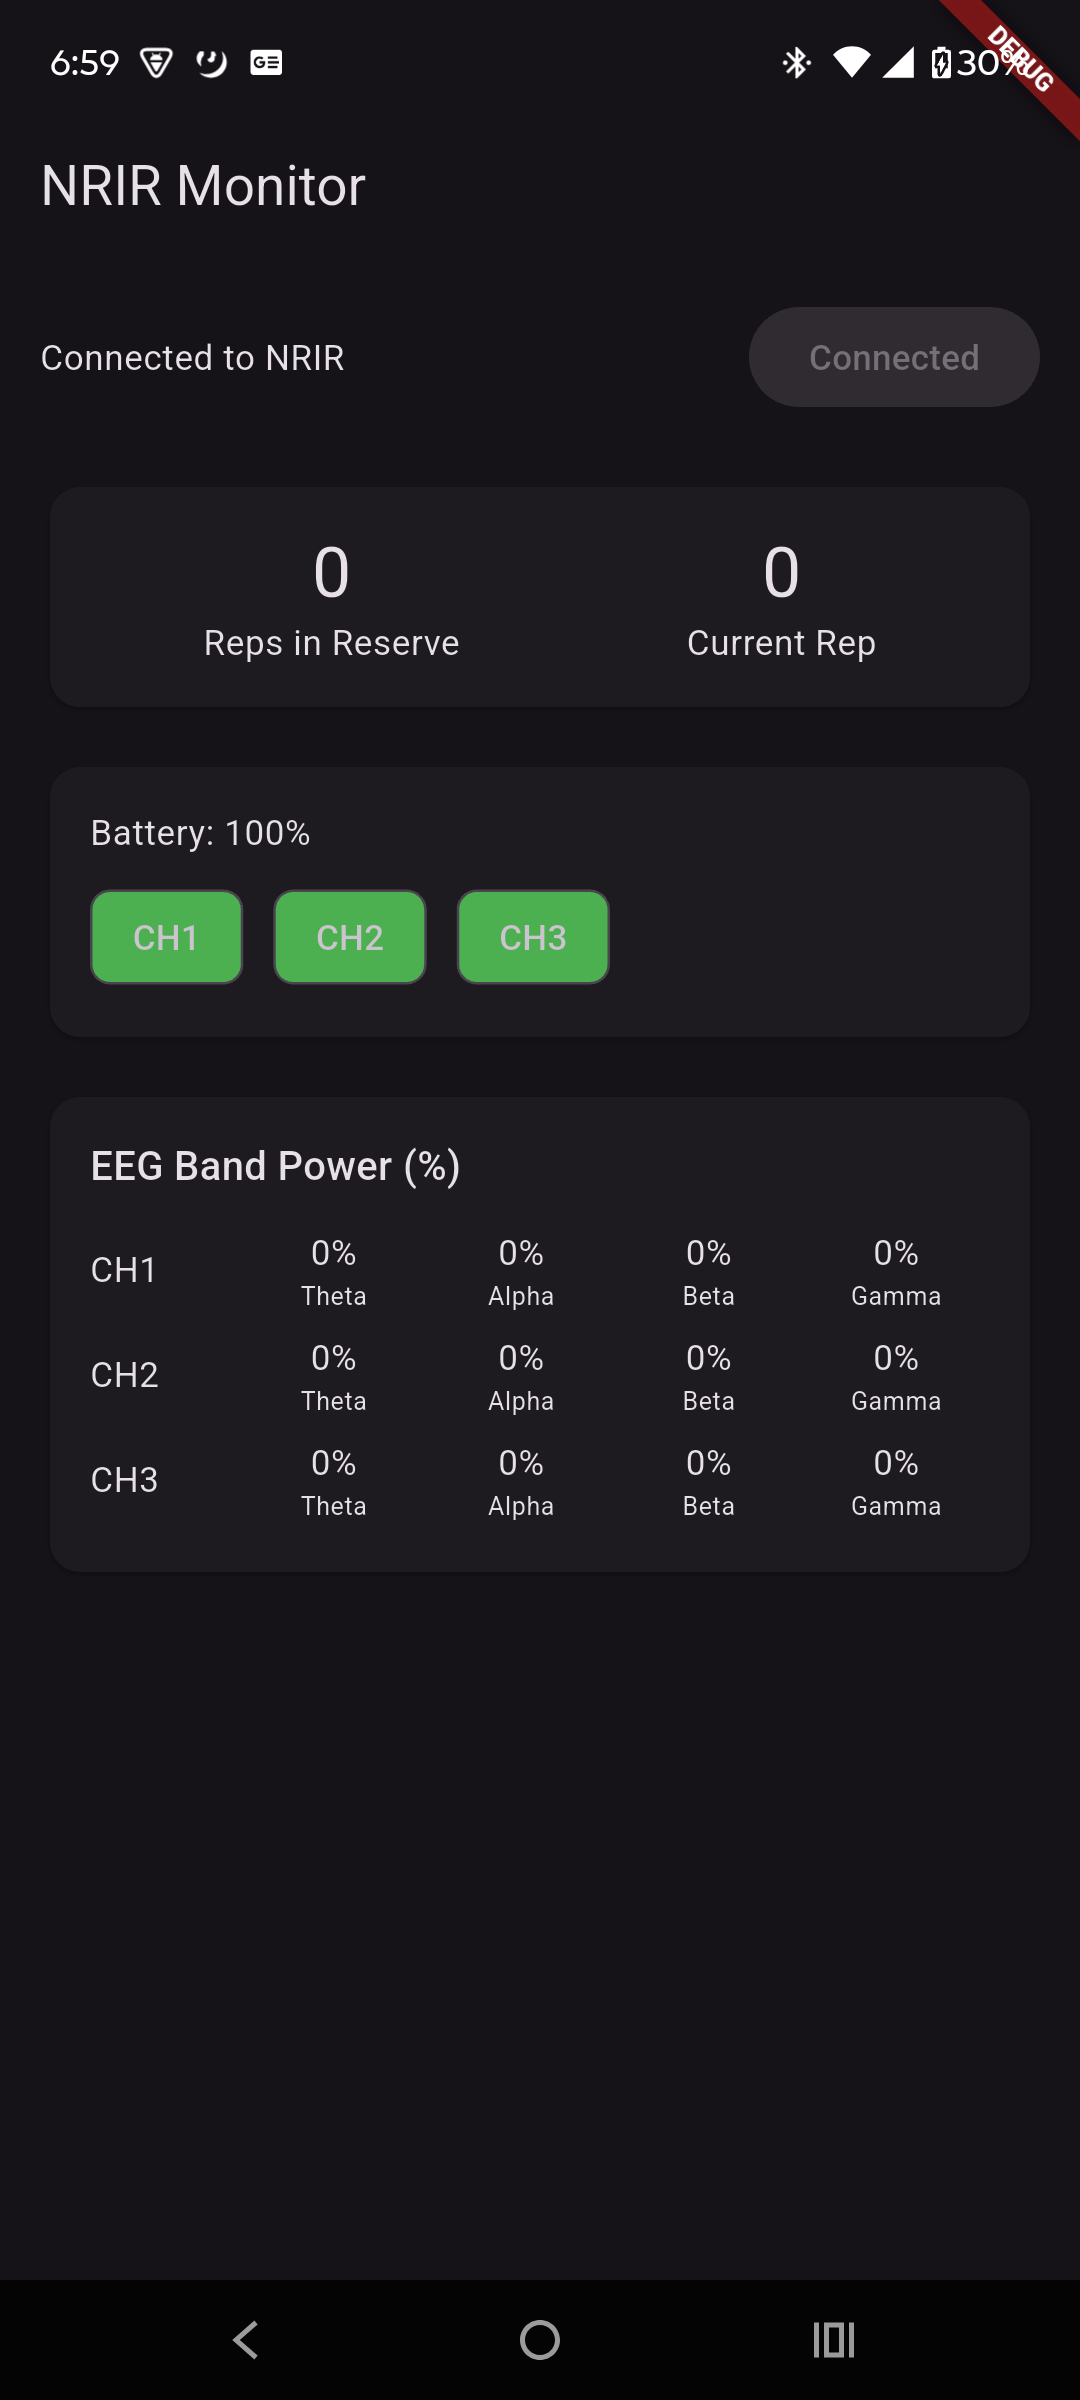 6:59
30%
DEBUG
NRIR Monitor
Connected to NRIR
Connected
0
0
Reps in Reserve
Current Rep
Battery: 100%
CH1 CH2 CH3
EEG Band Power (%)
CH1
0% 0% 0% 0%
Theta Alpha Beta Gamma
CH2
0% 0% 0% 0%
Theta Alpha Beta Gamma
CH3
0% 0% 0% 0%
Theta Alpha Beta Gamma